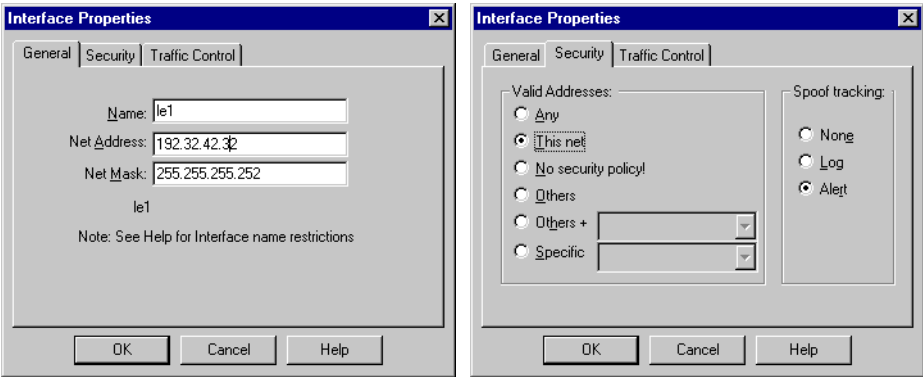 Interface Properties
General Security Traffic Control
Name: le1
Net Address: 192.32.42.32
Net Mask: 255.255.255.252
le1
Note: See Help for Interface name restrictions
OK Cancel Help
Interface Properties
General Security Traffic Control
Valid Addresses:
Any
This net
No security policy!
Others
Others +
Specific
Spoof tracking:
None
Log
Alert
OK Cancel Help